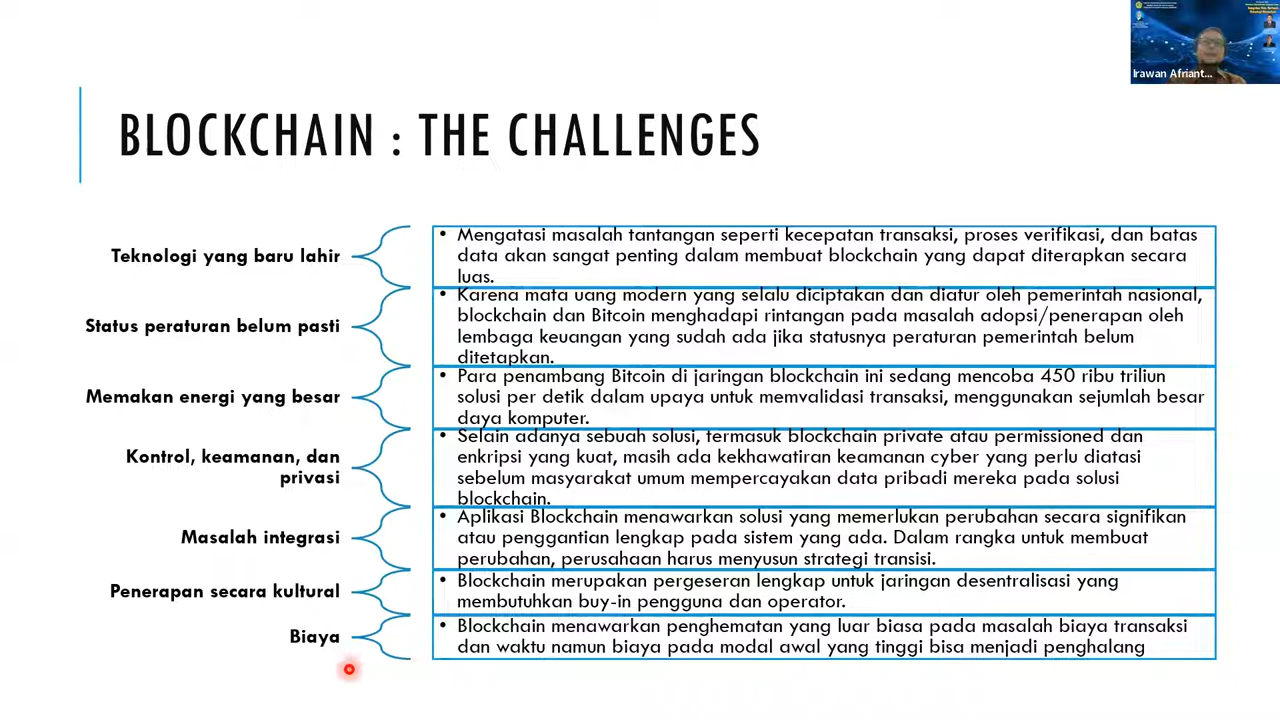 Irawan Afriant...
BLOCKCHAIN : THE CHALLENGES
Teknologi yang baru lahir
• Mengatasi masalah tantangan seperti kecepatan transaksi, proses verifikasi, dan batas
data akan sangat penting dalam membuat blockchain yang dapat diterapkan secara
luas.
Status peraturan belum pasti
• Karena mata uang modern yang selalu diciptakan dan diatur oleh pemerintah nasional,
blockchain dan Bitcoin menghadapi rintangan pada masalah adopsi/penerapan oleh
lembaga keuangan yang sudah ada jika statusnya peraturan pemerintah belum
ditetapkan.
Memakan energi yang besar
• Para penambang Bitcoin di jaringan blockchain ini sedang mencoba 450 ribu triliun
solusi per detik dalam upaya untuk memvalidasi transaksi, menggunakan sejumlah besar
daya komputer.
Kontrol, keamanan, dan
privasi
• Selain adanya sebuah solusi, termasuk blockchain private atau permissioned dan
enkripsi yang kuat, masih ada kekhawatiran keamanan cyber yang perlu diatasi
sebelum masyarakat umum mempercayakan data pribadi mereka pada solusi
blockchain.
Masalah integrasi
• Aplikasi Blockchain menawarkan solusi yang memerlukan perubahan secara signifikan
atau penggantian lengkap pada sistem yang ada. Dalam rangka untuk membuat
perubahan, perusahaan harus menyusun strategi transisi.
Penerapan secara kultural
• Blockchain merupakan pergeseran lengkap untuk jaringan desentralisasi yang
membutuhkan buy-in pengguna dan operator.
Biaya
• Blockchain menawarkan penghematan yang luar biasa pada masalah biaya transaksi
dan waktu namun biaya pada modal awal yang tinggi bisa menjadi penghalang